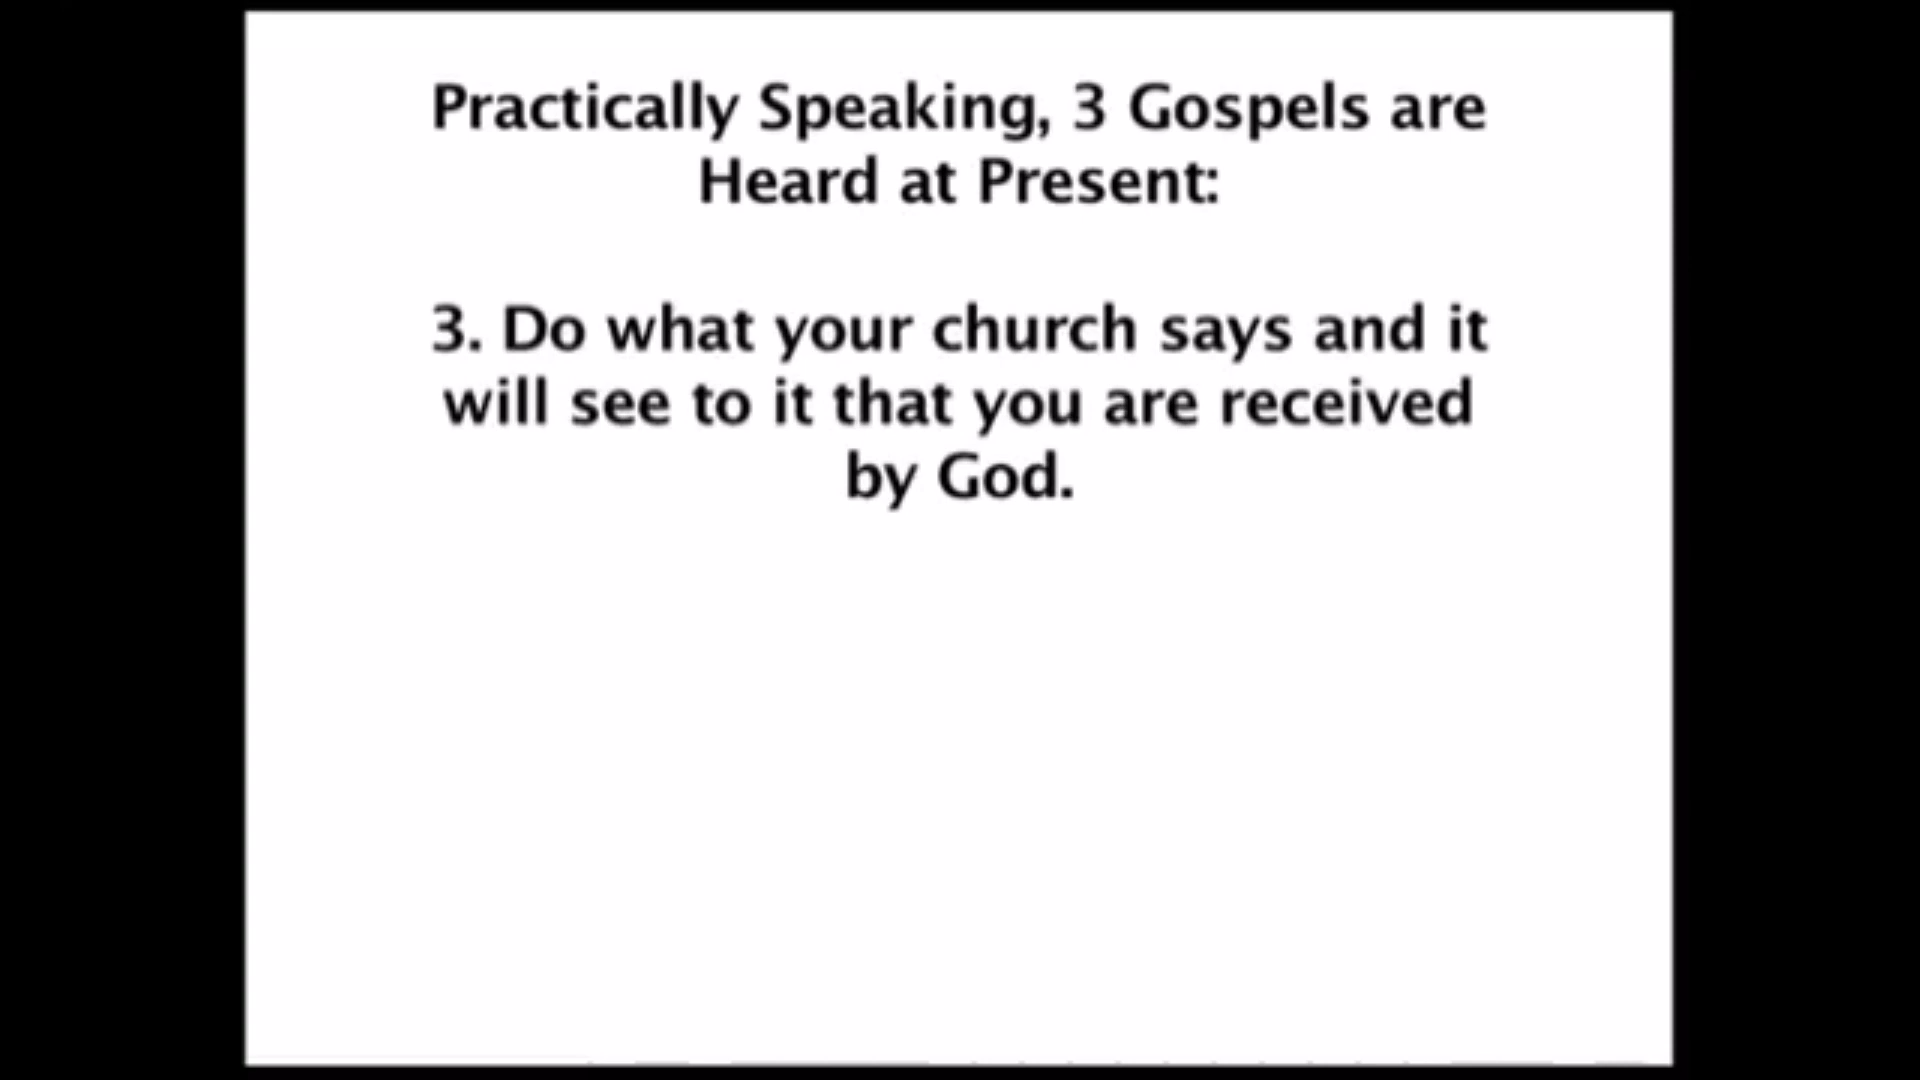 Practically Speaking, 3 Gospels are
Heard at Present:
3. Do what your church says and it
will see to it that you are received
by God.